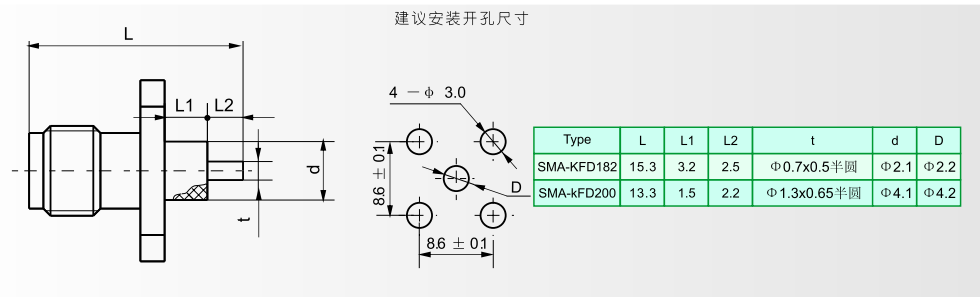 建议安装开孔尺寸
L
L1 L2
d
t
4 — ф 3.0
8.6 ± 0.1
D
8.6 ± 0.1
Type L L1 L2 t d D
SMA-KFD182 15.3 3.2 2.5 Φ0.7x0.5半圆 Φ2.1 Φ2.2
SMA-kFD200 13.3 1.5 2.2 Φ1.3x0.65半圆 Φ4.1 Φ4.2